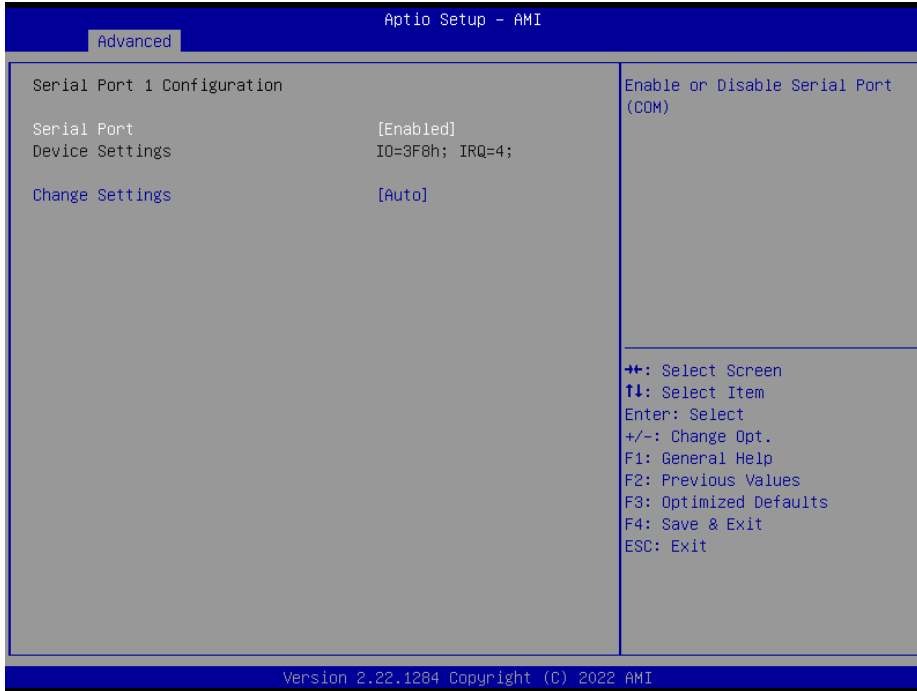 Aptio Setup – AMI
Advanced
Serial Port 1 Configuration
Serial Port [Enabled]
Device Settings IO=3F8h; IRQ=4;
Change Settings [Auto]
Enable or Disable Serial Port
(COM)
→←: Select Screen
↑↓: Select Item
Enter: Select
+/-: Change Opt.
F1: General Help
F2: Previous Values
F3: Optimized Defaults
F4: Save & Exit
ESC: Exit
Version 2.22.1284 Copyright (C) 2022 AMI